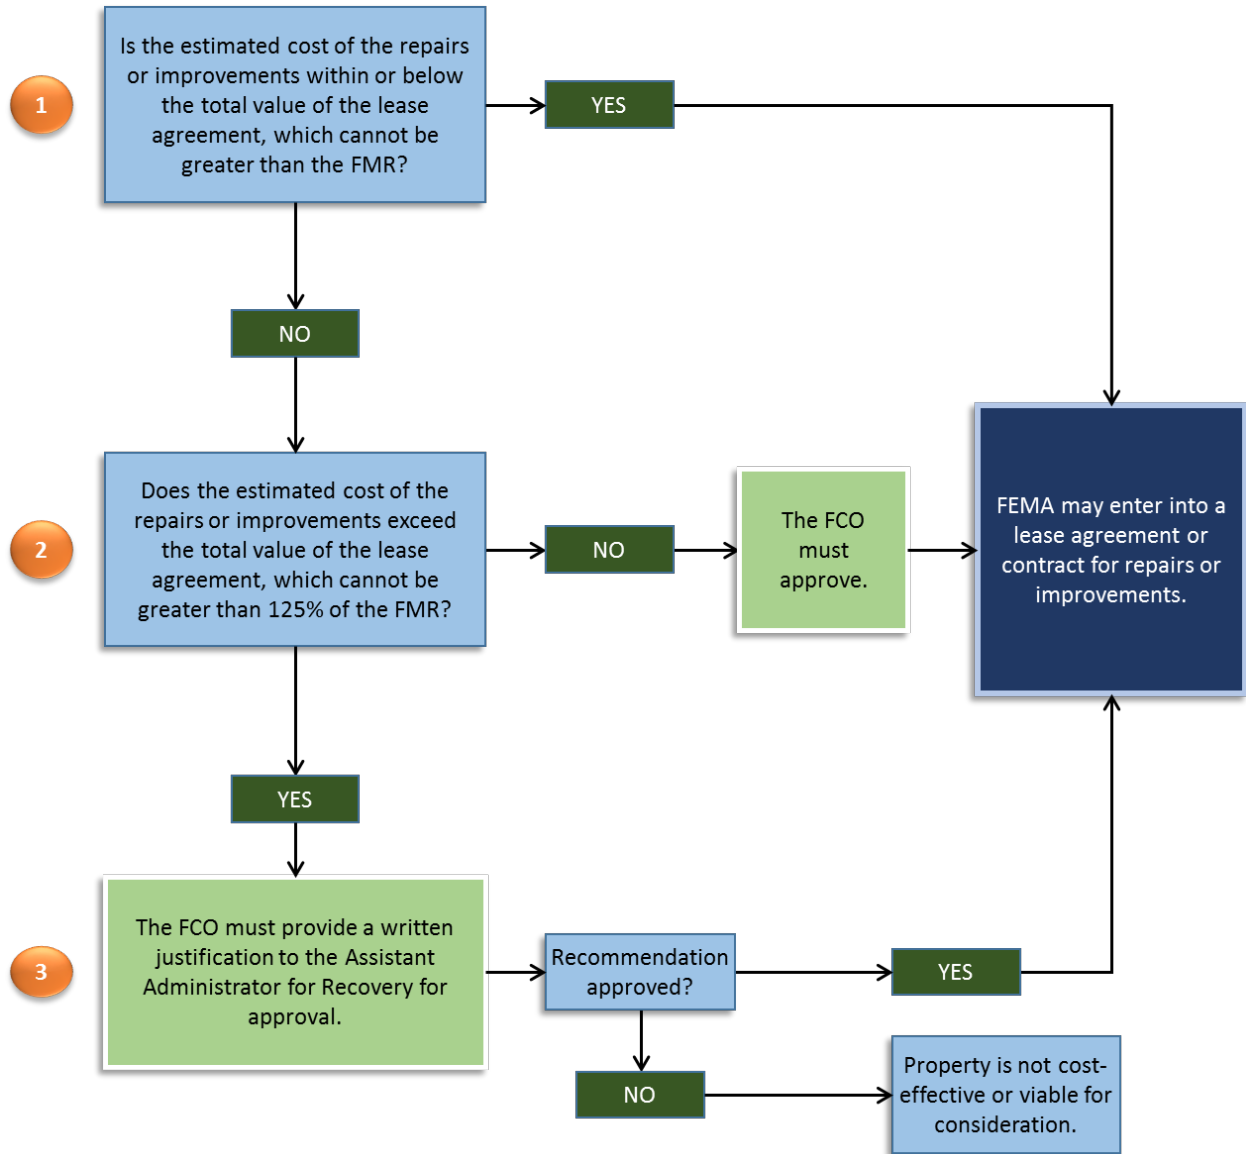 1
Is the estimated cost of the repairs
or improvements within or below
the total value of the lease
agreement, which cannot be
greater than the FMR?
YES
NO
2
Does the estimated cost of the
repairs or improvements exceed
the total value of the lease
agreement, which cannot be
greater than 125% of the FMR?
NO
The FCO
must
approve.
FEMA may enter into a
lease agreement or
contract for repairs or
improvements.
YES
3
The FCO must provide a written
justification to the Assistant
Administrator for Recovery for
approval.
Recommendation
approved?
YES
NO
Property is not cost-
effective or viable for
consideration.